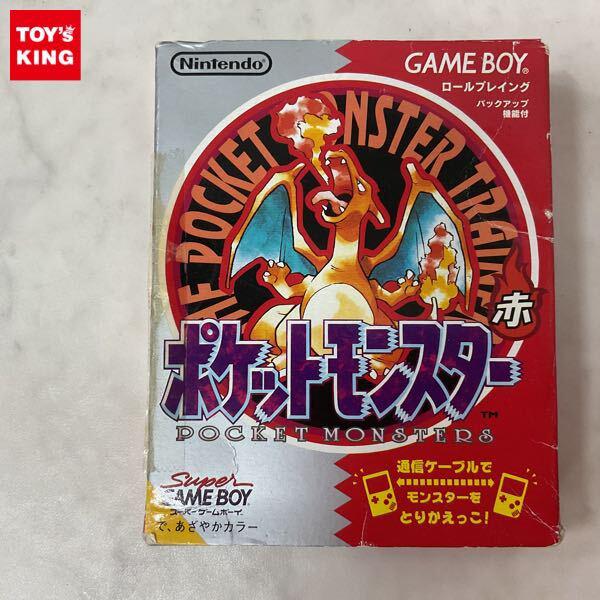 TOY's
KING
Nintendo
GAME BOY
ロールプレイング
バックアップ
機能付
THE POCKET MONSTER TRAINER
赤
ポケットモンスター
TM
POCKET MONSTERS
Super
GAME BOY
スーパーゲームボーイ
で、あざやかカラー
通信ケーブルで
モンスターを
とりかえっこ!